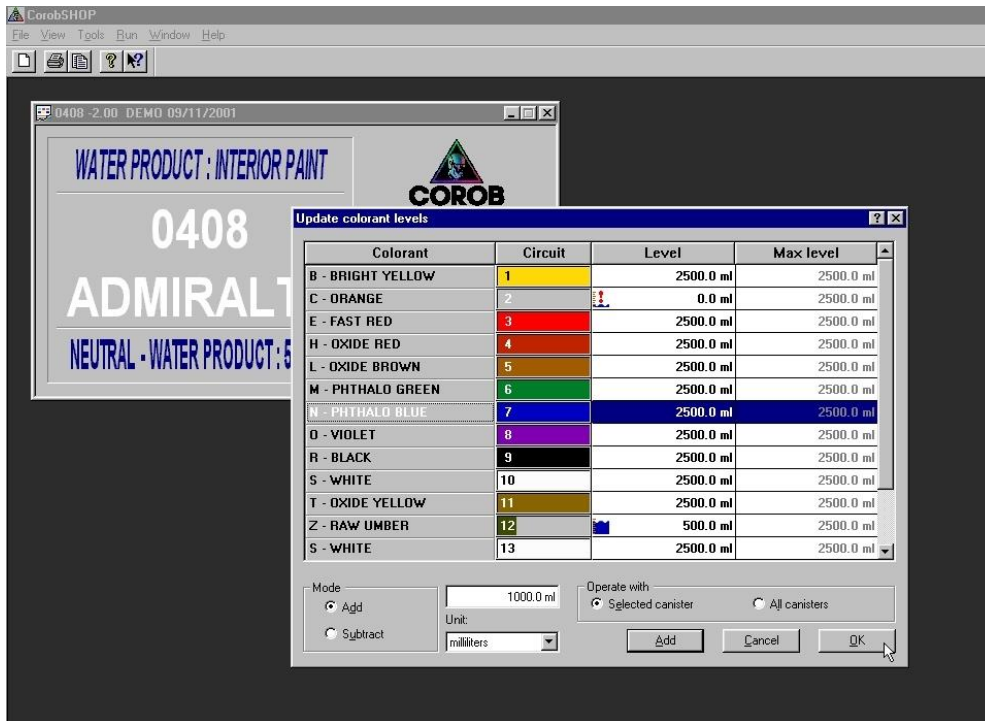 CorobSHOP
File View Tools Run Window Help
0408 -2.00 DEMO 09/11/2001
WATER PRODUCT : INTERIOR PAINT
COROB
0408
ADMIRALT
NEUTRAL - WATER PRODUCT : 5
Update colorant levels
Colorant Circuit Level Max level
B - BRIGHT YELLOW 1 2500.0 ml 2500.0 ml
C - ORANGE 2 0.0 ml 2500.0 ml
E - FAST RED 3 2500.0 ml 2500.0 ml
H - OXIDE RED 4 2500.0 ml 2500.0 ml
L - OXIDE BROWN 5 2500.0 ml 2500.0 ml
M - PHTHALO GREEN 6 2500.0 ml 2500.0 ml
N - PHTHALO BLUE 7 2500.0 ml 2500.0 ml
O - VIOLET 8 2500.0 ml 2500.0 ml
R - BLACK 9 2500.0 ml 2500.0 ml
S - WHITE 10 2500.0 ml 2500.0 ml
T - OXIDE YELLOW 11 2500.0 ml 2500.0 ml
Z - RAW UMBER 12 500.0 ml 2500.0 ml
S - WHITE 13 2500.0 ml 2500.0 ml
Mode
Add
Subtract
1000.0 ml
Unit:
milliliters
Operate with
Selected canister All canisters
Add Cancel OK